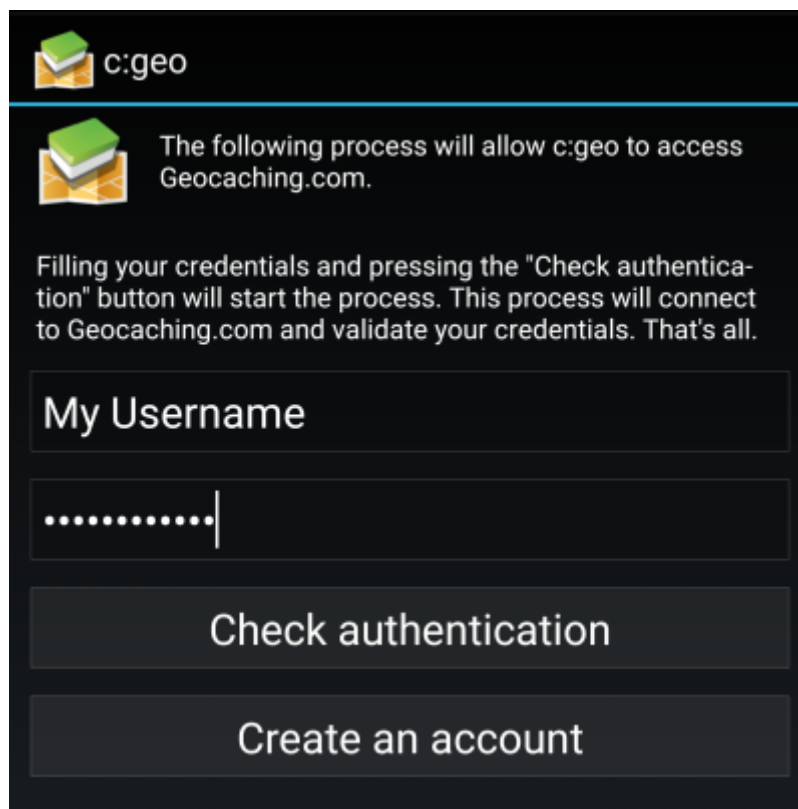 c:geo
The following process will allow c:geo to access
Geocaching.com.
Filling your credentials and pressing the "Check authentica-
tion" button will start the process. This process will connect
to Geocaching.com and validate your credentials. That's all.
My Username
••••••••••••
Check authentication
Create an account